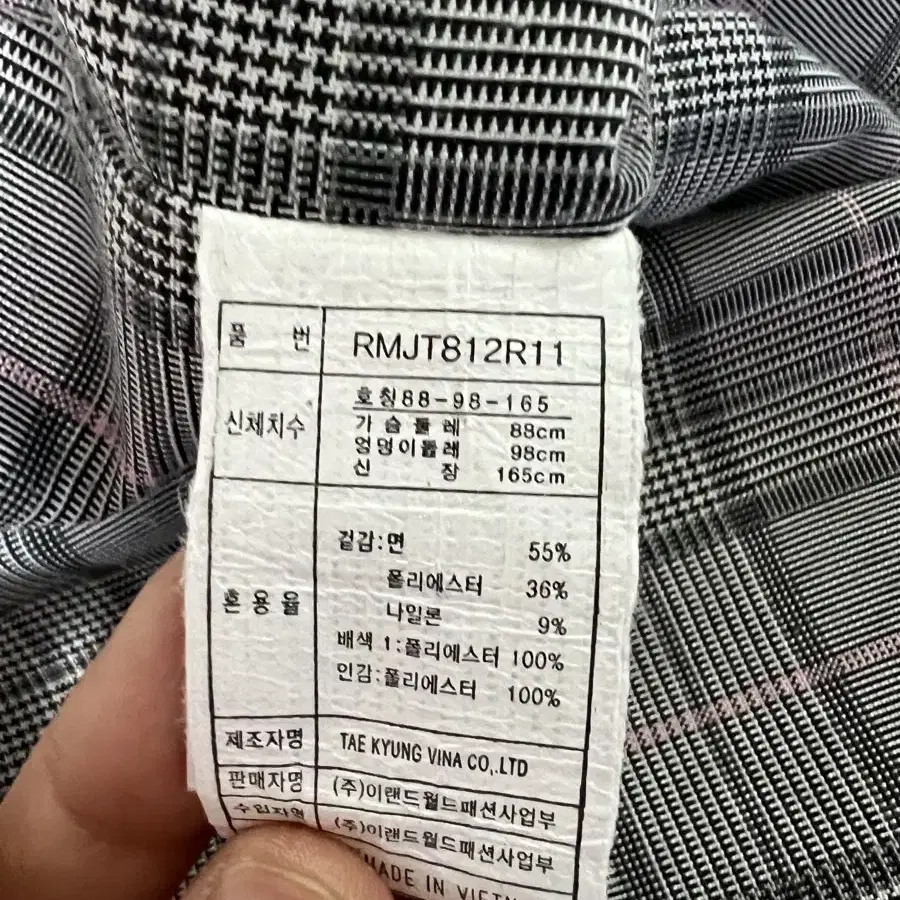 품 번 RMJT812R11
신체치수 호칭88-98-165
가슴둘레 88cm
엉덩이둘레 98cm
신 장 165cm
혼용율
겉감:면 55%
폴리에스터 36%
나일론 9%
배색 1:폴리에스터 100%
인감:폴리에스터 100%
제조자명 TAE KYUNG VINA CO,.LTD
판매자명 (주)이랜드월드패션사업부
수입자명 (주)이랜드월드패션사업부
MADE IN VIETN